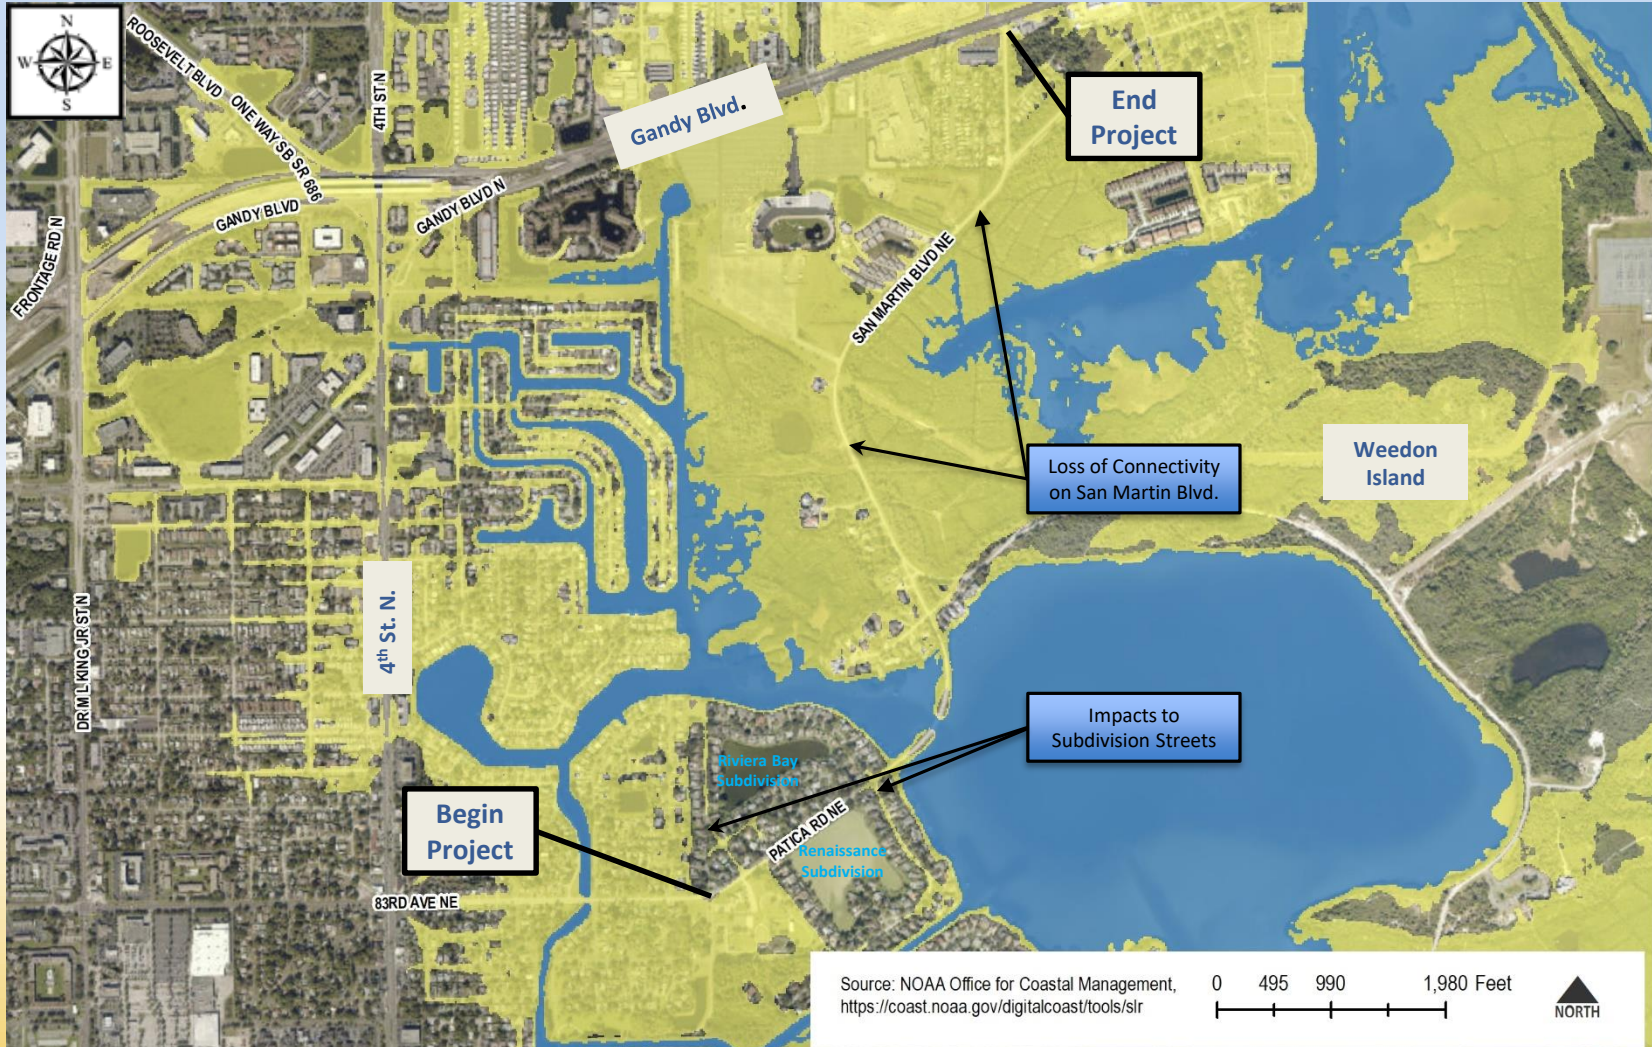 N
W E
S
ROOSEVELT BLVD
ONE WAY SB SR 686
4TH ST N
Gandy Blvd.
End
Project
GANDY BLVD
GANDY BLVD N
FRONTAGE RD N
SAN MARTIN BLVD NE
Loss of Connectivity
on San Martin Blvd.
Weedon
Island
4th St. N.
DR M L KING JR ST N
Impacts to
Subdivision Streets
Riviera Bay
Subdivision
Begin
Project
PATICA RD NE
Renaissance
Subdivision
83RD AVE NE
Source: NOAA Office for Coastal Management,
https://coast.noaa.gov/digitalcoast/tools/slr
0 495 990 1,980 Feet
NORTH